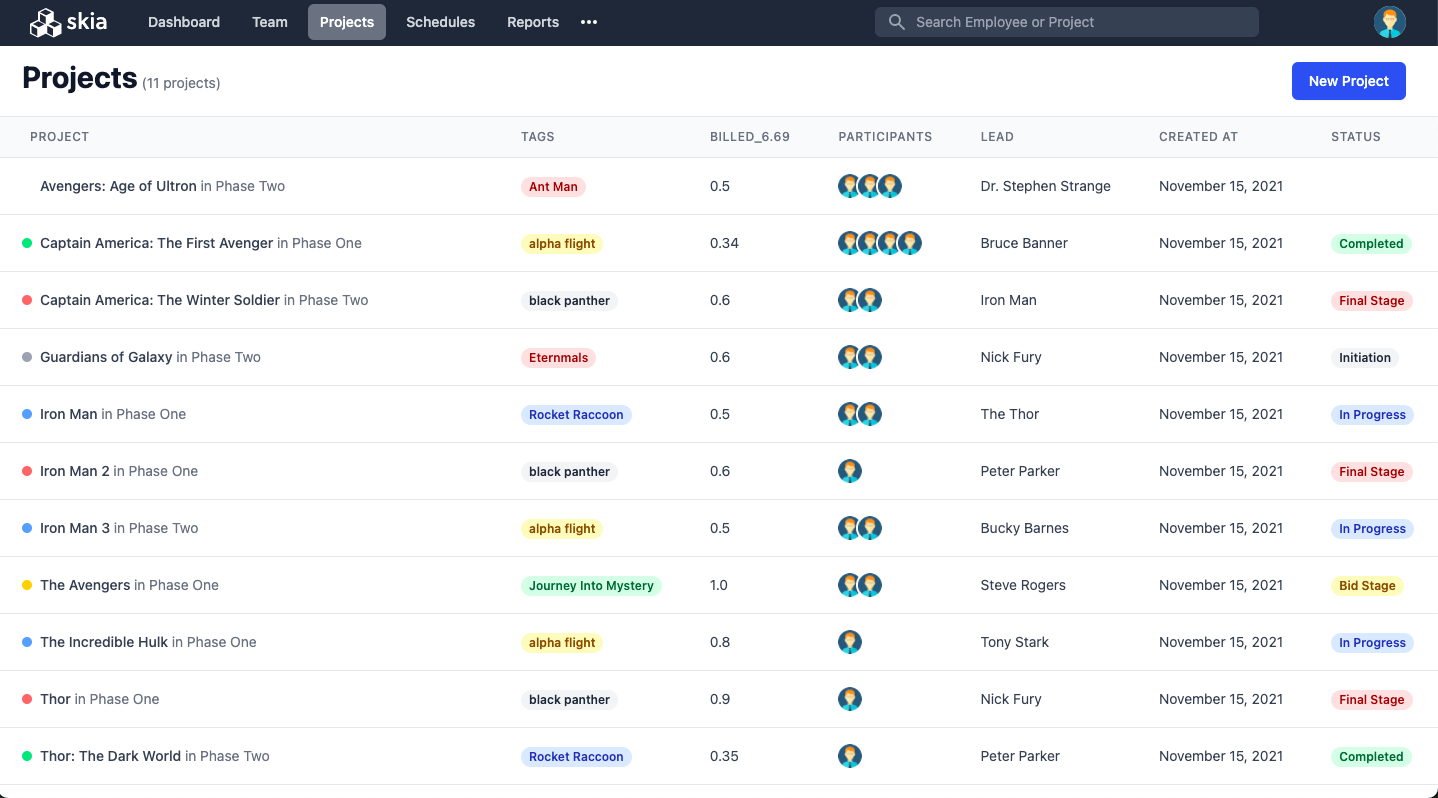 skia Dashboard Team Projects Schedules Reports ••• Search Employee or Project
Projects (11 projects) New Project
PROJECT TAGS BILLED_6.69 PARTICIPANTS LEAD CREATED AT STATUS
Avengers: Age of Ultron in Phase Two Ant Man 0.5 Dr. Stephen Strange November 15, 2021
Captain America: The First Avenger in Phase One alpha flight 0.34 Bruce Banner November 15, 2021 Completed
Captain America: The Winter Soldier in Phase Two black panther 0.6 Iron Man November 15, 2021 Final Stage
Guardians of Galaxy in Phase Two Eternmals 0.6 Nick Fury November 15, 2021 Initiation
Iron Man in Phase One Rocket Raccoon 0.5 The Thor November 15, 2021 In Progress
Iron Man 2 in Phase One black panther 0.6 Peter Parker November 15, 2021 Final Stage
Iron Man 3 in Phase Two alpha flight 0.5 Bucky Barnes November 15, 2021 In Progress
The Avengers in Phase One Journey Into Mystery 1.0 Steve Rogers November 15, 2021 Bid Stage
The Incredible Hulk in Phase One alpha flight 0.8 Tony Stark November 15, 2021 In Progress
Thor in Phase One black panther 0.9 Nick Fury November 15, 2021 Final Stage
Thor: The Dark World in Phase Two Rocket Raccoon 0.35 Peter Parker November 15, 2021 Completed